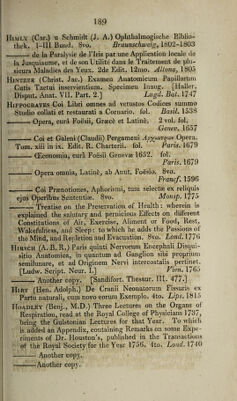 189
Himly (Car.) u Schmidt (J. A.) Ophthalmogische Biblio-
thek. I-III Bund. 8vo. Braunschweig, 1802-1803
——— de la Paralysie de l'Iris par une Application locale de
la Jusquiaume, et de son Utilité dans le Traitement de plu-
sieurs Maladies des Yeux. 2de Edit. 12mo. Altona, 1805
Hintzer (Christ. Jac.) Examen Anatomicum Papillarum
Cutis Tactui inservientium. Specimen Inaug. [Haller.
Disput. Anat. VII. Part. 2.] Lugd. Bat. 1747
Hippocrates Coi Libri omnes ad vetustos Codices summo
Studio collati et restaurati a Cornario. fol. Basil. 1538
——— Opera, curâ Foësii, Græcè et Latinè. 2 vol. fol.
Genev. 1657
——— Coi et Galeni (Claudii) Pergameni Αρχιατρων Opera.
Tom. xiii in ix. Edit. R. Charterii. fol. Paris. 1679
——— Œconomia, curâ Foësii Genevæ 1652. fol.
Paris. 1679
——— Opera omnia, Latinè, ab Anut. Foësio. 8vo.
Francf. 1596
——— Coi Prænotiones, Aphorismi, tum selectæ ex reliquis
ejus Operibus Sententiæ. 8vo. Monsp. 1775
——— Treatise on the Preservation of Health: wherein is
explained the salutary and pernicious Effects on different
Constitutions of Air, Exercise, Aliment or Food, Rest,
Wakefulness, and Sleep: to which he adds the Passions of
the Mind, and Repletion and Evacuation. 8vo. Lond. 1776
Hirsch (A. B. R.) Paris quinti Nervorum Encephali Disqui-
sitio Anatomica, in quantum ad Ganglion sibi proprium
semilunare, et ad Originem Nervi intercostalis pertinet.
[Ludw. Script. Neur. I.] Vien. 1765
——— Another copy. [Sandifort. Thesaur. III. 477.]
Hirt (Hen. Adolph.) De Cranii Neonatorum Fissuris ex
Partu naturali, cum novo eorum Exemplo. 4to. Lips. 1815
Hoadley (Benj., M.D.) Three Lectures on the Organs of
Respiration, read at the Royal College of Physicians 1737,
being the Gulstonian Lectures for that Year. To which
is added an Appendix, containing Remarks on some Expe-
riments of Dr. Houston's, published in the Transactions
of the Royal Society for the Year 1736. 4to. Lond. 1740
——— Another copy.
——— Another copy.